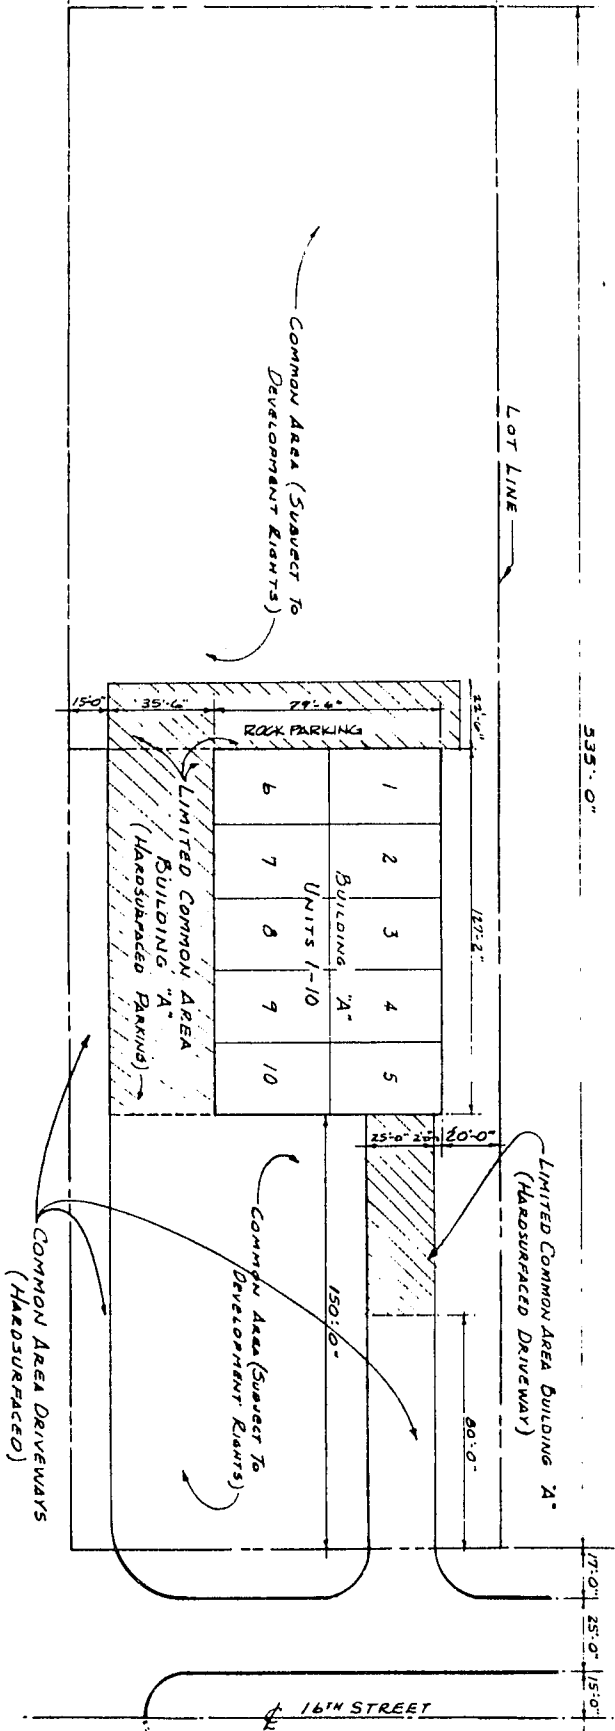 535'-0"
LOT LINE
COMMON AREA (SUBJECT TO
DEVELOPMENT RIGHTS)
15'-0"
35'-6"
79'-4"
22'-6"
ROCK PARKING
127'-2"
1
2
3
4
5
BUILDING "A"
UNITS 1-10
6
7
8
9
10
LIMITED COMMON AREA
BUILDING "A"
(HARDSURFACED PARKING)
25'-0"
2'-0"
20'-0"
LIMITED COMMON AREA BUILDING "A"
(HARDSURFACED DRIVEWAY)
COMMON AREA (SUBJECT TO
DEVELOPMENT RIGHTS)
150'-0"
80'-0"
COMMON AREA DRIVEWAYS
(HARDSURFACED)
17'-0"
25'-0"
15'-0"
16TH STREET